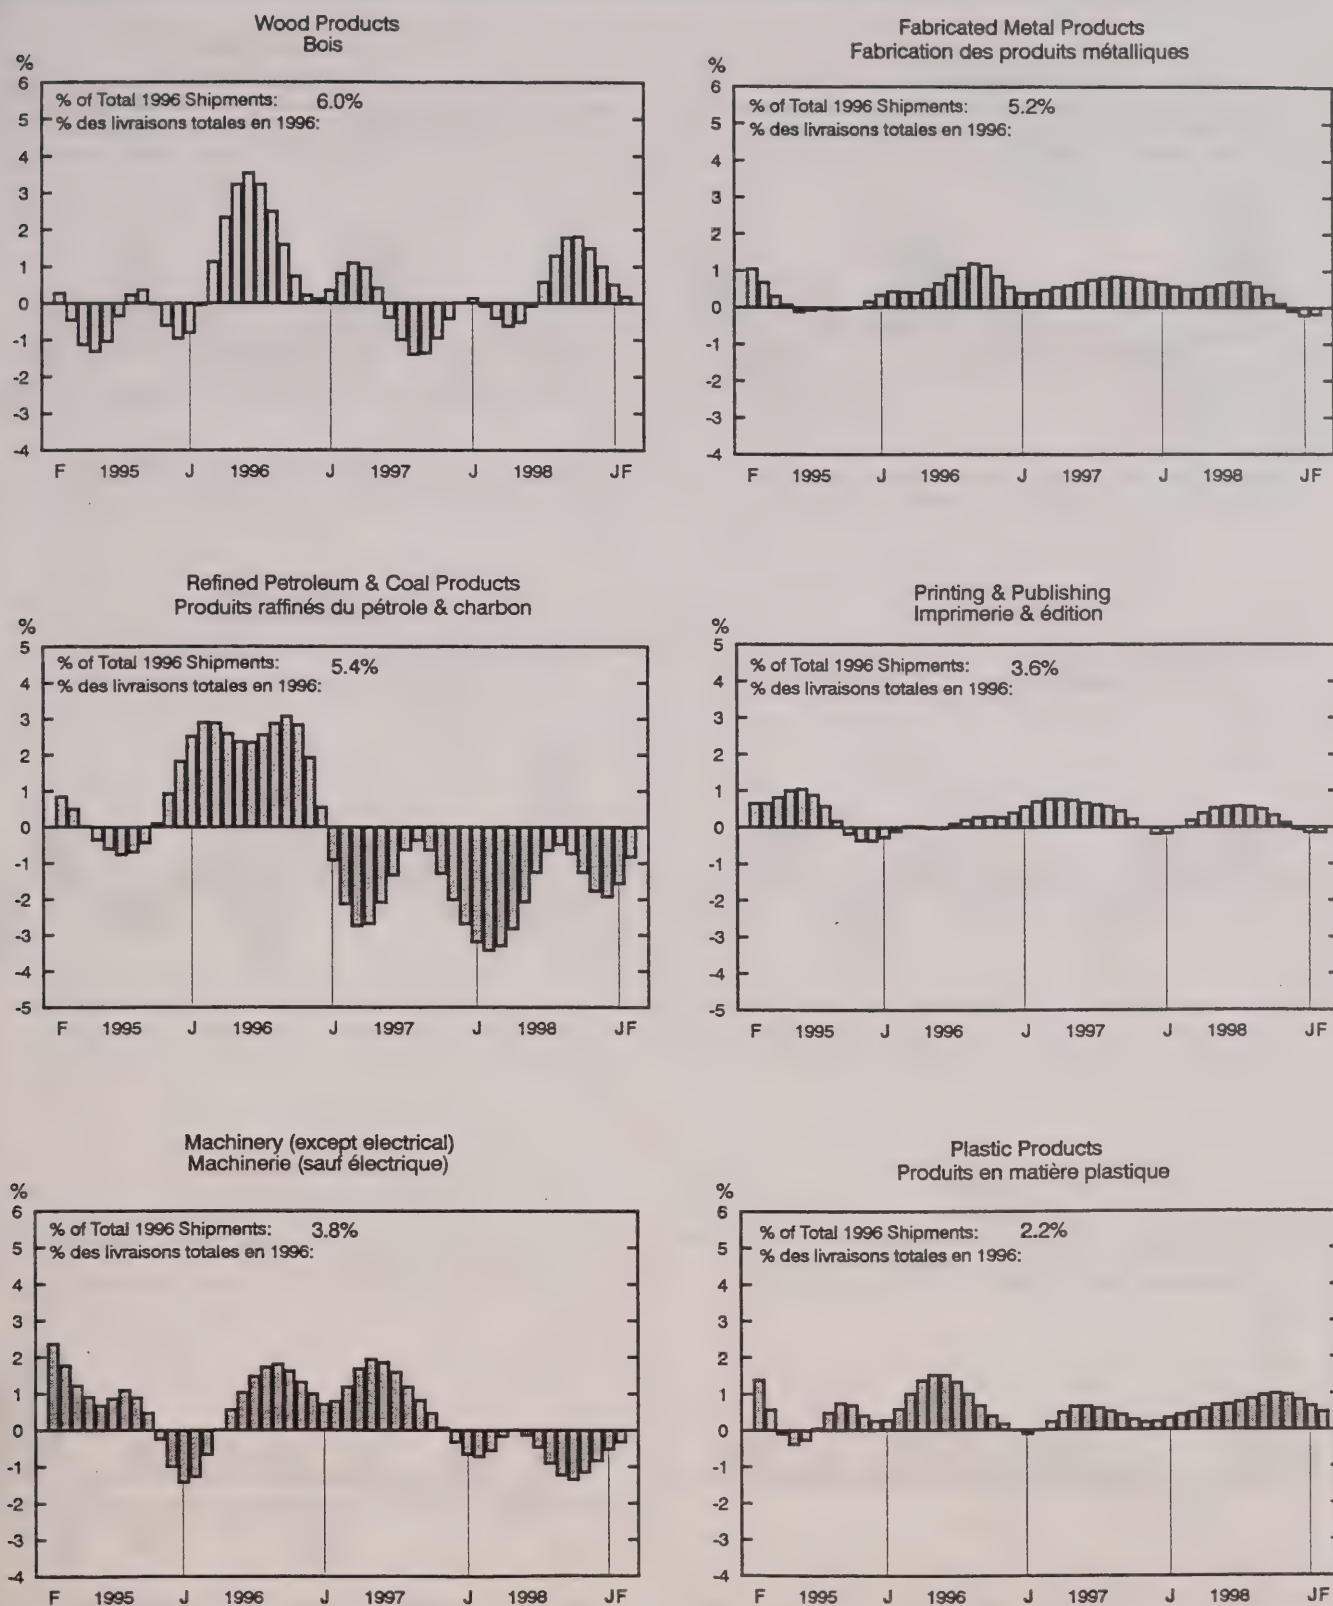 Wood Products
Bois
%
6
5
4
3
2
1
0
-1
-2
-3
-4
% of Total 1996 Shipments: 6.0%
% des livraisons totales en 1996:
F 1995 J 1996 J 1997 J 1998 JF
Fabricated Metal Products
Fabrication des produits métalliques
%
6
5
4
3
2
1
0
-1
-2
-3
-4
% of Total 1996 Shipments: 5.2%
% des livraisons totales en 1996:
F 1995 J 1996 J 1997 J 1998 JF
Refined Petroleum & Coal Products
Produits raffinés du pétrole & charbon
%
5
4
3
2
1
0
-1
-2
-3
-4
-5
% of Total 1996 Shipments: 5.4%
% des livraisons totales en 1996:
F 1995 J 1996 J 1997 J 1998 JF
Printing & Publishing
Imprimerie & édition
%
5
4
3
2
1
0
-1
-2
-3
-4
-5
% of Total 1996 Shipments: 3.6%
% des livraisons totales en 1996:
F 1995 J 1996 J 1997 J 1998 JF
Machinery (except electrical)
Machinerie (sauf électrique)
%
6
5
4
3
2
1
0
-1
-2
-3
-4
% of Total 1996 Shipments: 3.8%
% des livraisons totales en 1996:
F 1995 J 1996 J 1997 J 1998 JF
Plastic Products
Produits en matière plastique
%
6
5
4
3
2
1
0
-1
-2
-3
-4
% of Total 1996 Shipments: 2.2%
% des livraisons totales en 1996:
F 1995 J 1996 J 1997 J 1998 JF